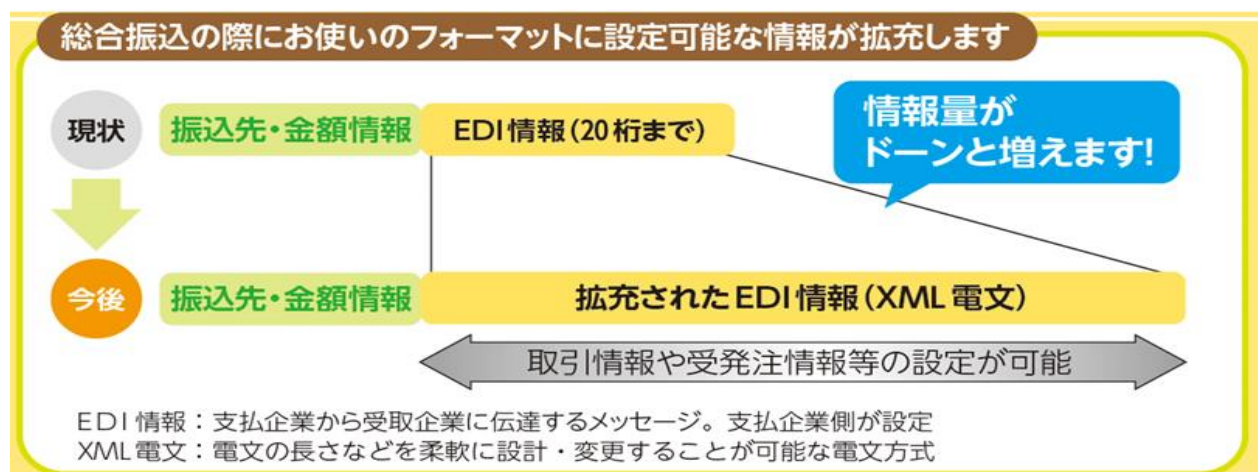 総合振込の際にお使いのフォーマットに設定可能な情報が拡充します
現状
振込先・金額情報
EDI情報（20桁まで）
情報量が
ドーンと増えます!
今後
振込先・金額情報
拡充されたEDI情報（XML電文）
取引情報や受発注情報等の設定が可能
EDI情報：支払企業から受取企業に伝達するメッセージ。支払企業側が設定
XML電文：電文の長さなどを柔軟に設計・変更することが可能な電文方式